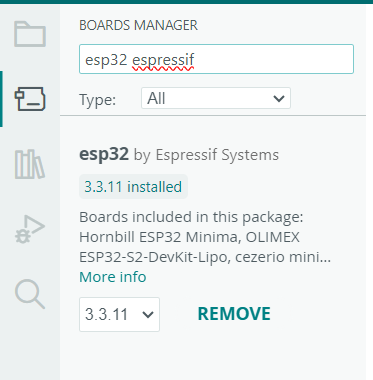 BOARDS MANAGER
esp32 espressif
Type: All
esp32 by Espressif Systems
3.3.11 installed
Boards included in this package:
Hornbill ESP32 Minima, OLIMEX
ESP32-S2-DevKit-Lipo, cezerio mini...
More info
3.3.11 REMOVE